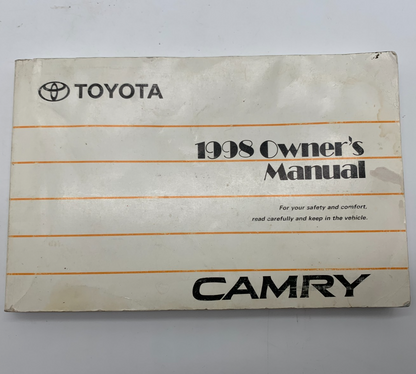 TOYOTA
1998 Owner's
Manual
For your safety and comfort,
read carefully and keep in the vehicle.
CAMRY